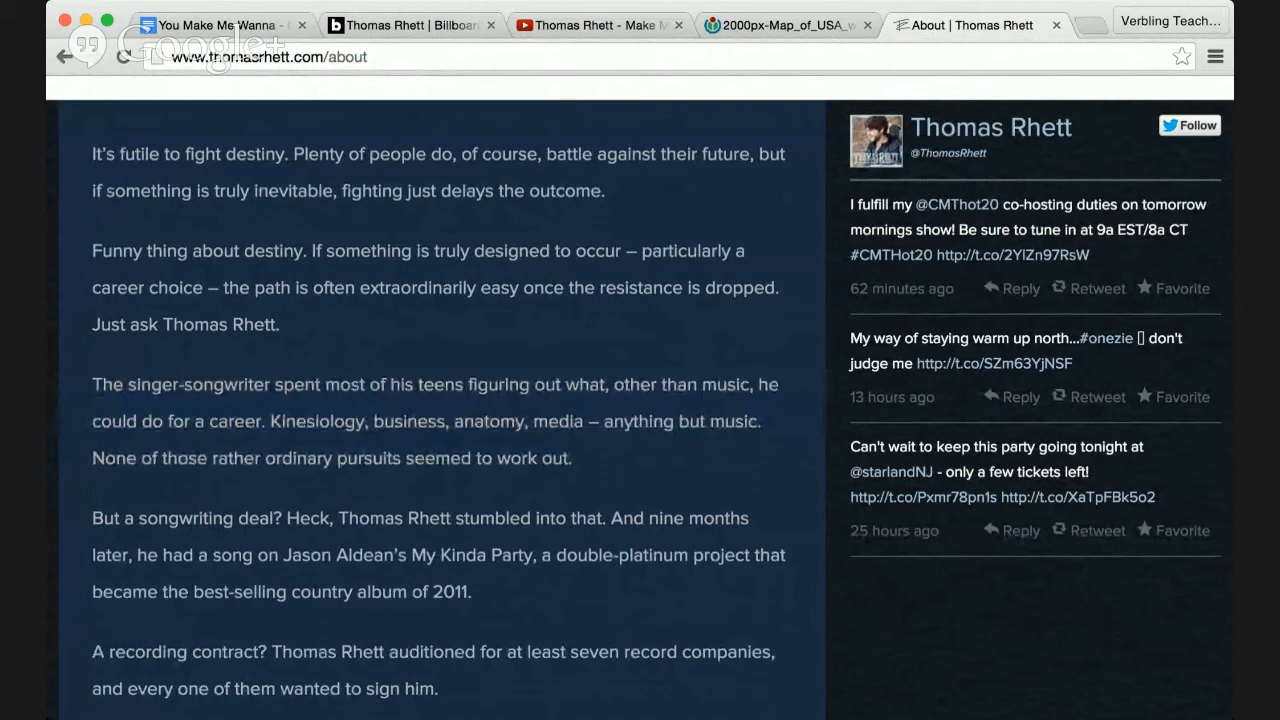 You Make Me Wanna -
Thomas Rhett | Billboar
Thomas Rhett - Make M
2000px-Map_of_USA_w
About | Thomas Rhett
Verbling Teach...
Google+
www.thomasrhett.com/about
It's futile to fight destiny. Plenty of people do, of course, battle against their future, but
if something is truly inevitable, fighting just delays the outcome.
Funny thing about destiny. If something is truly designed to occur – particularly a
career choice – the path is often extraordinarily easy once the resistance is dropped.
Just ask Thomas Rhett.
The singer-songwriter spent most of his teens figuring out what, other than music, he
could do for a career. Kinesiology, business, anatomy, media – anything but music.
None of those rather ordinary pursuits seemed to work out.
But a songwriting deal? Heck, Thomas Rhett stumbled into that. And nine months
later, he had a song on Jason Aldean's My Kinda Party, a double-platinum project that
became the best-selling country album of 2011.
A recording contract? Thomas Rhett auditioned for at least seven record companies,
and every one of them wanted to sign him.
Thomas Rhett
Follow
@ThomasRhett
I fulfill my @CMThot20 co-hosting duties on tomorrow
mornings show! Be sure to tune in at 9a EST/8a CT
#CMTHot20 http://t.co/2YlZn97RsW
62 minutes ago Reply Retweet Favorite
My way of staying warm up north...#onezie don't
judge me http://t.co/SZm63YjNSF
13 hours ago Reply Retweet Favorite
Can't wait to keep this party going tonight at
@starlandNJ - only a few tickets left!
http://t.co/Pxmr78pn1s http://t.co/XaTpFBk5o2
25 hours ago Reply Retweet Favorite